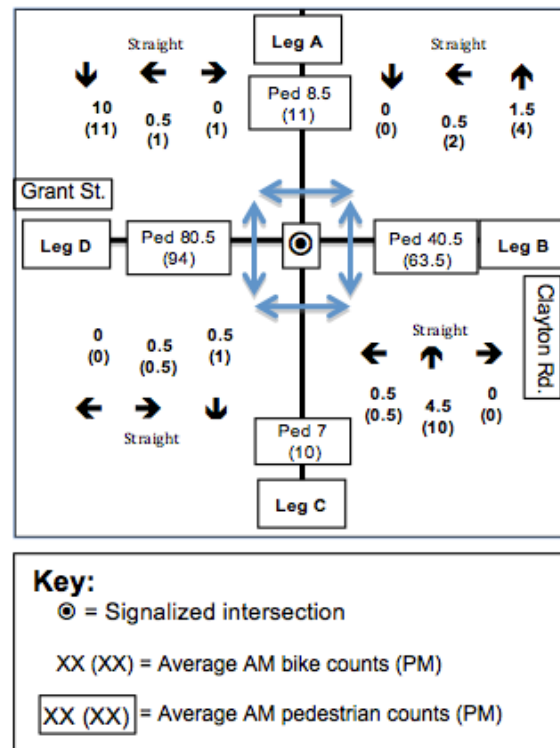 Leg A
Straight
Straight
10
(11)
0.5
(1)
0
(1)
Ped 8.5
(11)
0
(0)
0.5
(2)
1.5
(4)
Grant St.
Leg D
Ped 80.5
(94)
Ped 40.5
(63.5)
Leg B
Clayton Rd.
0
(0)
0.5
(0.5)
0.5
(1)
Straight
Straight
0.5
(0.5)
4.5
(10)
0
(0)
Ped 7
(10)
Leg C
Key:
= Signalized intersection
XX (XX) = Average AM bike counts (PM)
XX (XX) = Average AM pedestrian counts (PM)